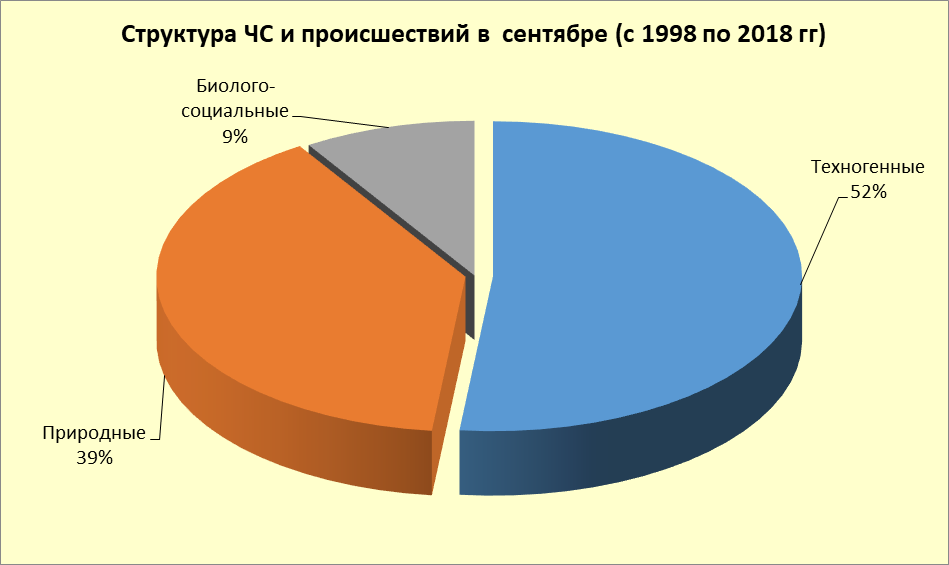 Структура ЧС и происшествий в  сентябре (с 1998 по 2018 гг)
Биолого-
социальные
9%
Техногенные
52%
Природные
39%